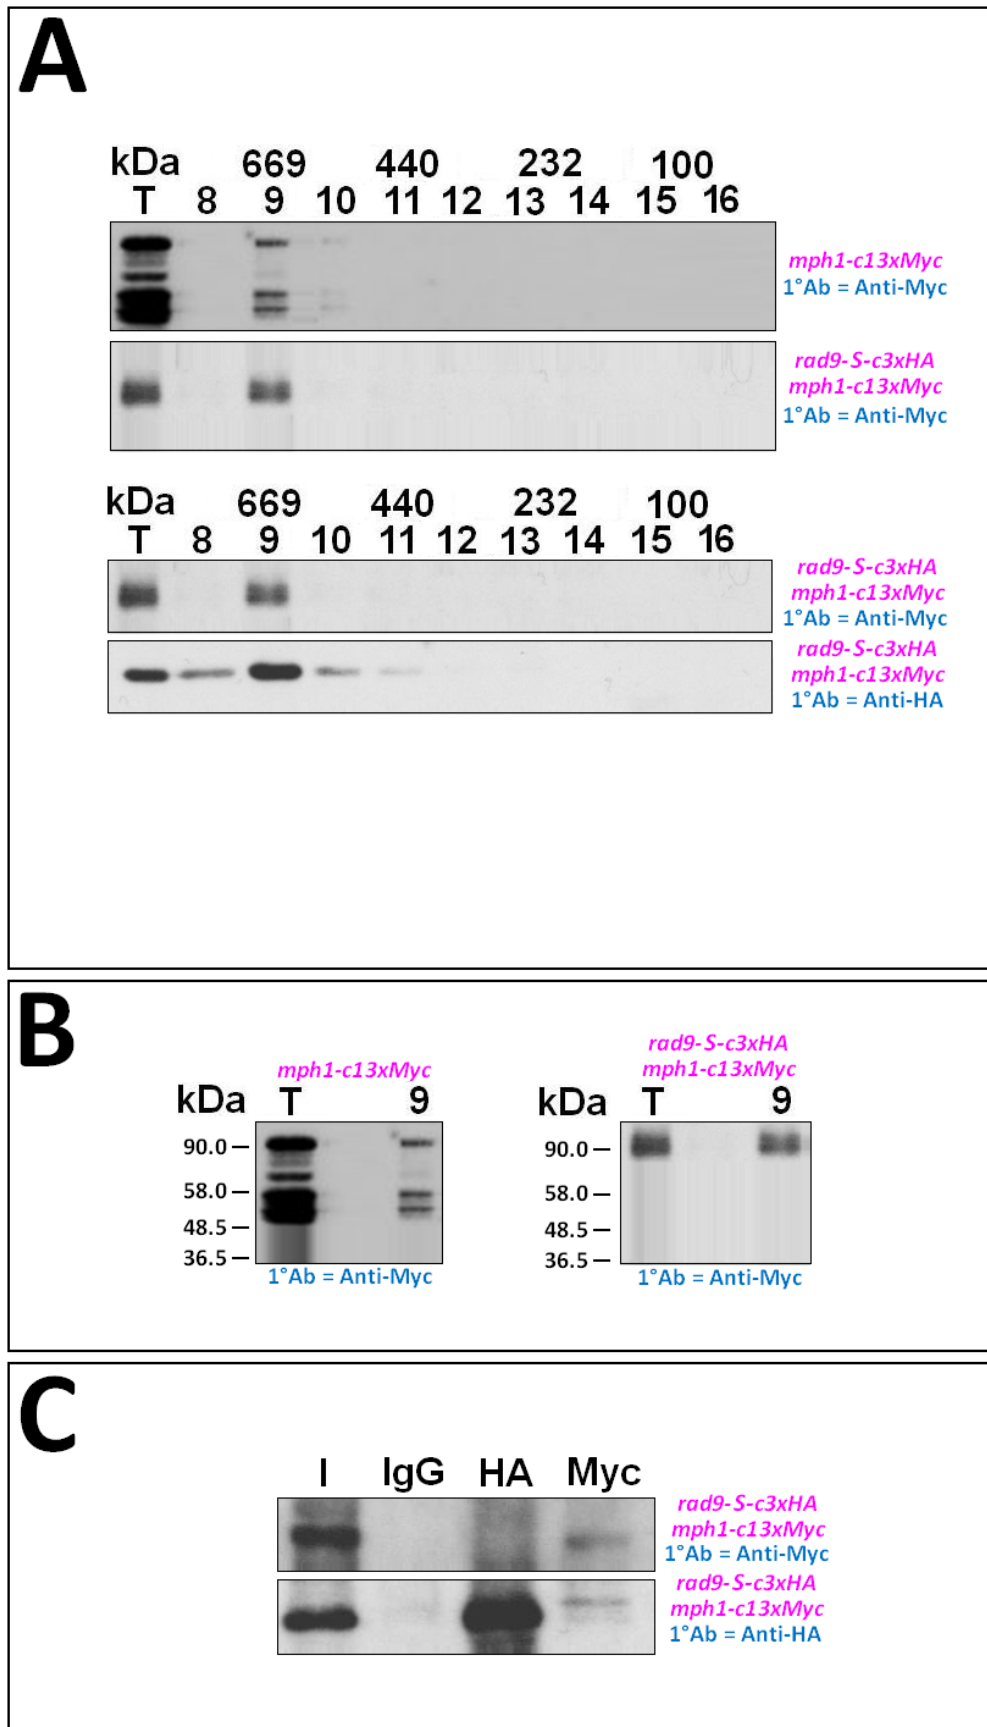 A
kDa 669 440 232 100
T 8 9 10 11 12 13 14 15 16
mph1-c13xMyc
1°Ab = Anti-Myc
rad9-S-c3xHA
mph1-c13xMyc
1°Ab = Anti-Myc
kDa 669 440 232 100
T 8 9 10 11 12 13 14 15 16
rad9-S-c3xHA
mph1-c13xMyc
1°Ab = Anti-Myc
rad9-S-c3xHA
mph1-c13xMyc
1°Ab = Anti-HA
B
mph1-c13xMyc
kDa T 9
90.0
58.0
48.5
36.5
1°Ab = Anti-Myc
rad9-S-c3xHA
mph1-c13xMyc
kDa T 9
90.0
58.0
48.5
36.5
1°Ab = Anti-Myc
C
I IgG HA Myc
rad9-S-c3xHA
mph1-c13xMyc
1°Ab = Anti-Myc
rad9-S-c3xHA
mph1-c13xMyc
1°Ab = Anti-HA